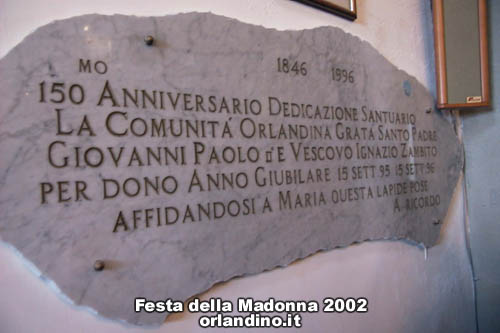 MO 1846 1996
150 ANNIVERSARIO DEDICAZIONE SANTUARIO
LA COMUNITÁ ORLANDINA GRATA SANTO PADRE
GIOVANNI PAOLO II° E VESCOVO IGNAZIO ZAMBITO
PER DONO ANNO GIUBILARE 15 SETT 95 15 SETT 96
AFFIDANDOSI A MARIA QUESTA LAPIDE POSE
A RICORDO
Festa della Madonna 2002
orlandino.it